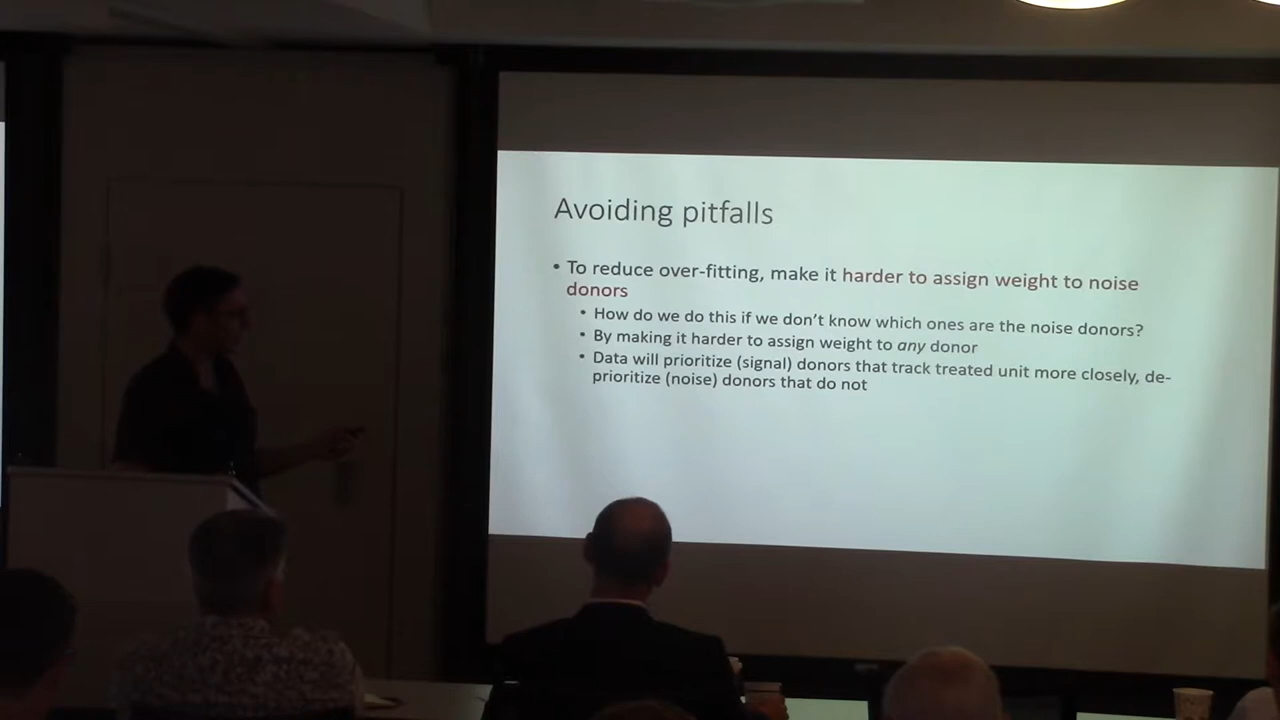 Avoiding pitfalls
• To reduce over-fitting, make it harder to assign weight to noise
donors
• How do we do this if we don't know which ones are the noise donors?
• By making it harder to assign weight to any donor
• Data will prioritize (signal) donors that track treated unit more closely, de-
prioritize (noise) donors that do not